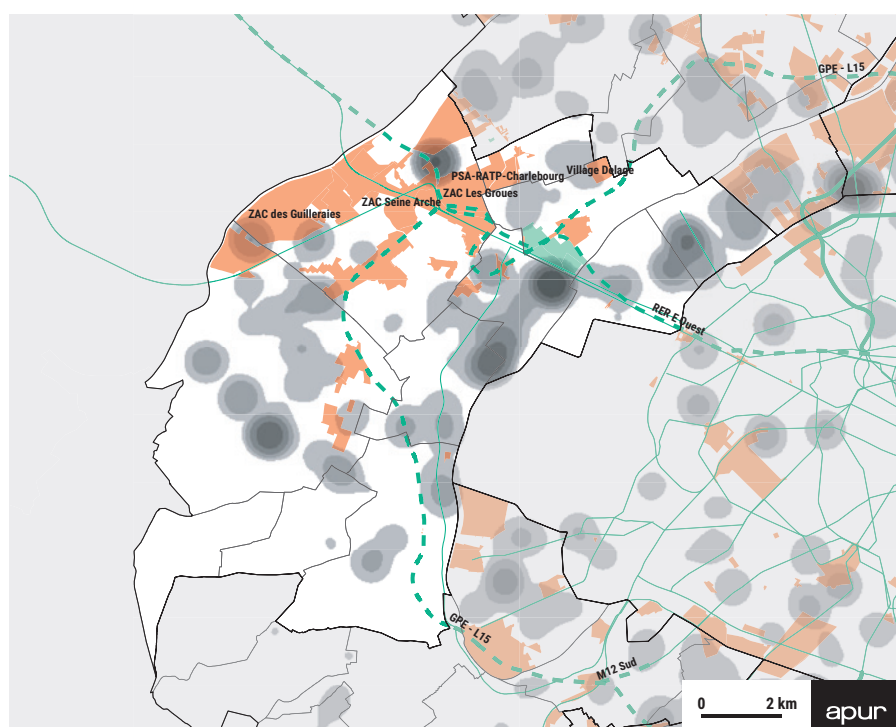 GPE - L15
PSA-RATP-Charlebourg
Village Delage
ZAC Les Groues
ZAC Seine Arche
ZAC des Guilleraies
RER E Ouest
GPE - L15
M12 Sud
0 2 km
apur